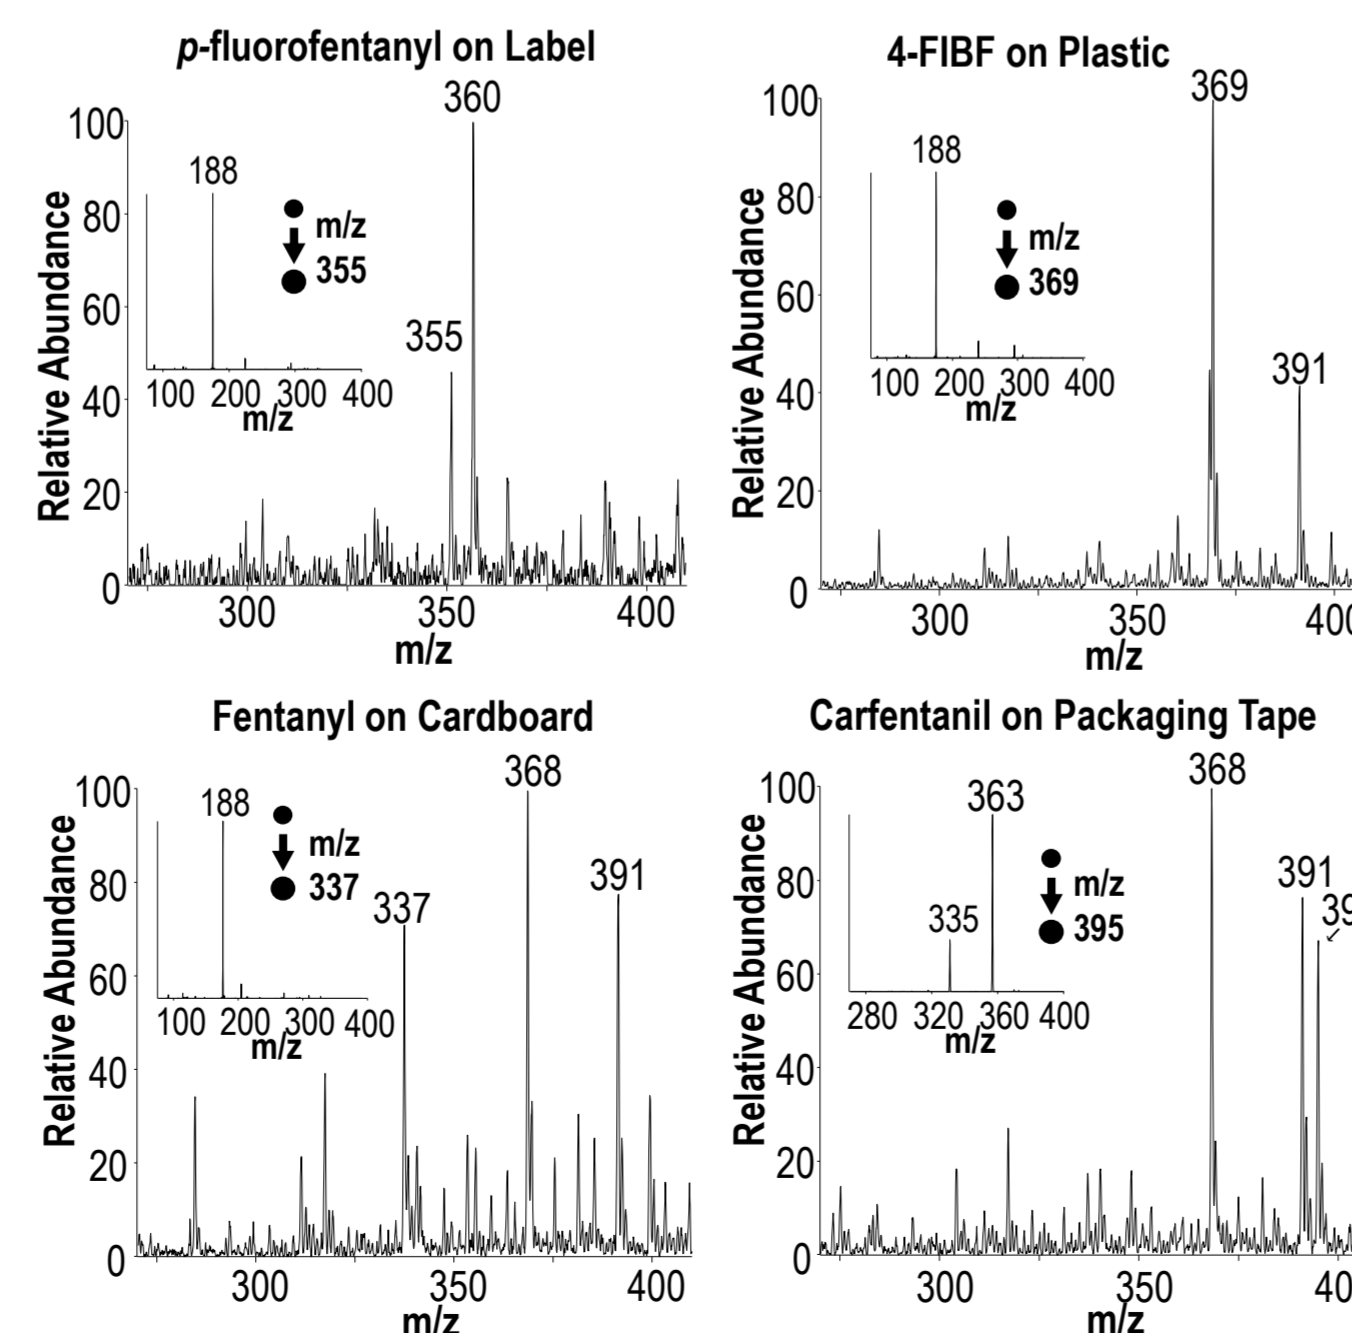 p-fluorofentanyl on Label
360
100
188
80
m/z
355
60
355
40
100 200 300 400
m/z
20
0
300 350 400
m/z
Relative Abundance
4-FIBF on Plastic
369
100
188
80
m/z
369
60
391
40
100 200 300 400
m/z
20
0
300 350 400
m/z
Relative Abundance
Fentanyl on Cardboard
368
100
188
m/z
337
391
80
337
60
100 200 300 400
m/z
40
20
0
300 350 400
m/z
Relative Abundance
Carfentanil on Packaging Tape
368
100
363
m/z
395
391
335
39
80
60
280 320 360 400
m/z
40
20
0
300 350 40
m/z
Relative Abundance